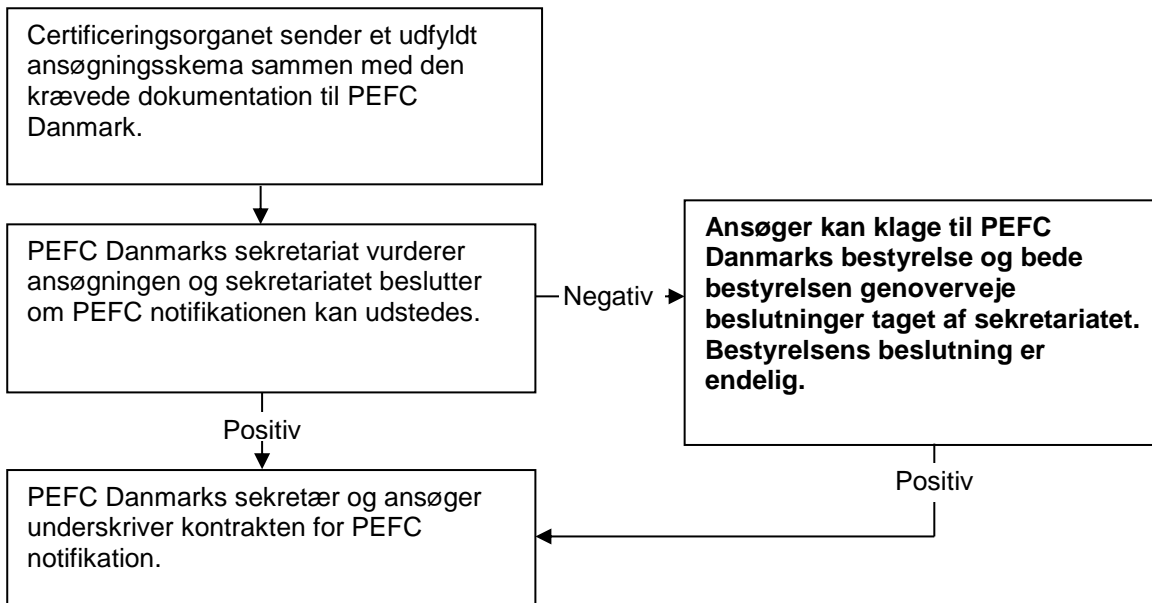 Certificeringsorganet sender et udfyldt
ansøgningsskema sammen med den
krævede dokumentation til PEFC
Danmark.
PEFC Danmarks sekretariat vurderer
ansøgningen og sekretariatet beslutter
om PEFC notifikationen kan udstedes.
Negativ
Ansøger kan klage til PEFC
Danmarks bestyrelse og bede
bestyrelsen genoverveje
beslutninger taget af sekretariatet.
Bestyrelsens beslutning er
endelig.
Positiv
Positiv
PEFC Danmarks sekretær og ansøger
underskriver kontrakten for PEFC
notifikation.